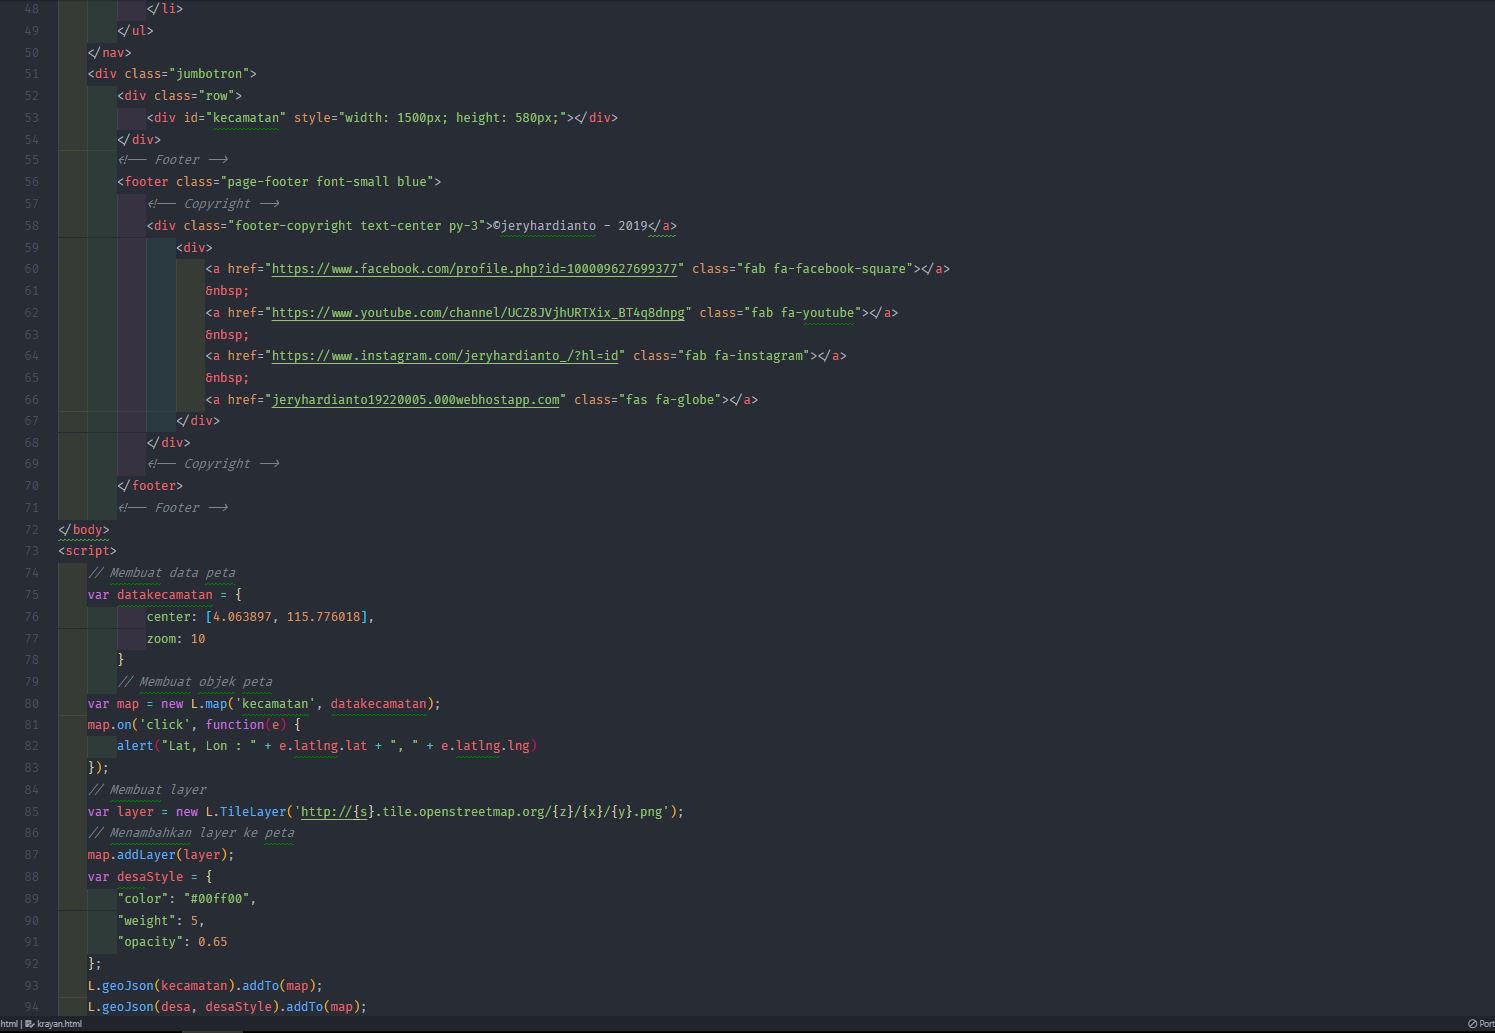 48 </li>
49 </ul>
50 </nav>
51 <div class="jumbotron">
52 <div class="row">
53 <div id="kecamatan" style="width: 1500px; height: 580px;"></div>
54 </div>
55 <!-- Footer -->
56 <footer class="page-footer font-small blue">
57 <!-- Copyright -->
58 <div class="footer-copyright text-center py-3">©jeryhardianto - 2019</a>
59 <div>
60 <a href="https://www.facebook.com/profile.php?id=100009627699377" class="fab fa-facebook-square"></a>
61 &nbsp;
62 <a href="https://www.youtube.com/channel/UCZ8JVjhURTXix_BT4q8dnpg" class="fab fa-youtube"></a>
63 &nbsp;
64 <a href="https://www.instagram.com/jeryhardianto_/?hl=id" class="fab fa-instagram"></a>
65 &nbsp;
66 <a href="jeryhardianto19220005.000webhostapp.com" class="fas fa-globe"></a>
67 </div>
68 </div>
69 <!-- Copyright -->
70 </footer>
71 <!-- Footer -->
72 </body>
73 <script>
74 // Membuat data peta
75 var datakecamatan = {
76 center: [4.063897, 115.776018],
77 zoom: 10
78 }
79 // Membuat objek peta
80 var map = new L.map('kecamatan', datakecamatan);
81 map.on('click', function(e) {
82 alert("Lat, Lon : " + e.latlng.lat + ", " + e.latlng.lng)
83 });
84 // Membuat layer
85 var layer = new L.TileLayer('http://{s}.tile.openstreetmap.org/{z}/{x}/{y}.png');
86 // Menambahkan layer ke peta
87 map.addLayer(layer);
88 var desaStyle = {
89 "color": "#00ff00",
90 "weight": 5,
91 "opacity": 0.65
92 };
93 L.geoJson(kecamatan).addTo(map);
94 L.geoJson(desa, desaStyle).addTo(map);
html | krayan.html Port